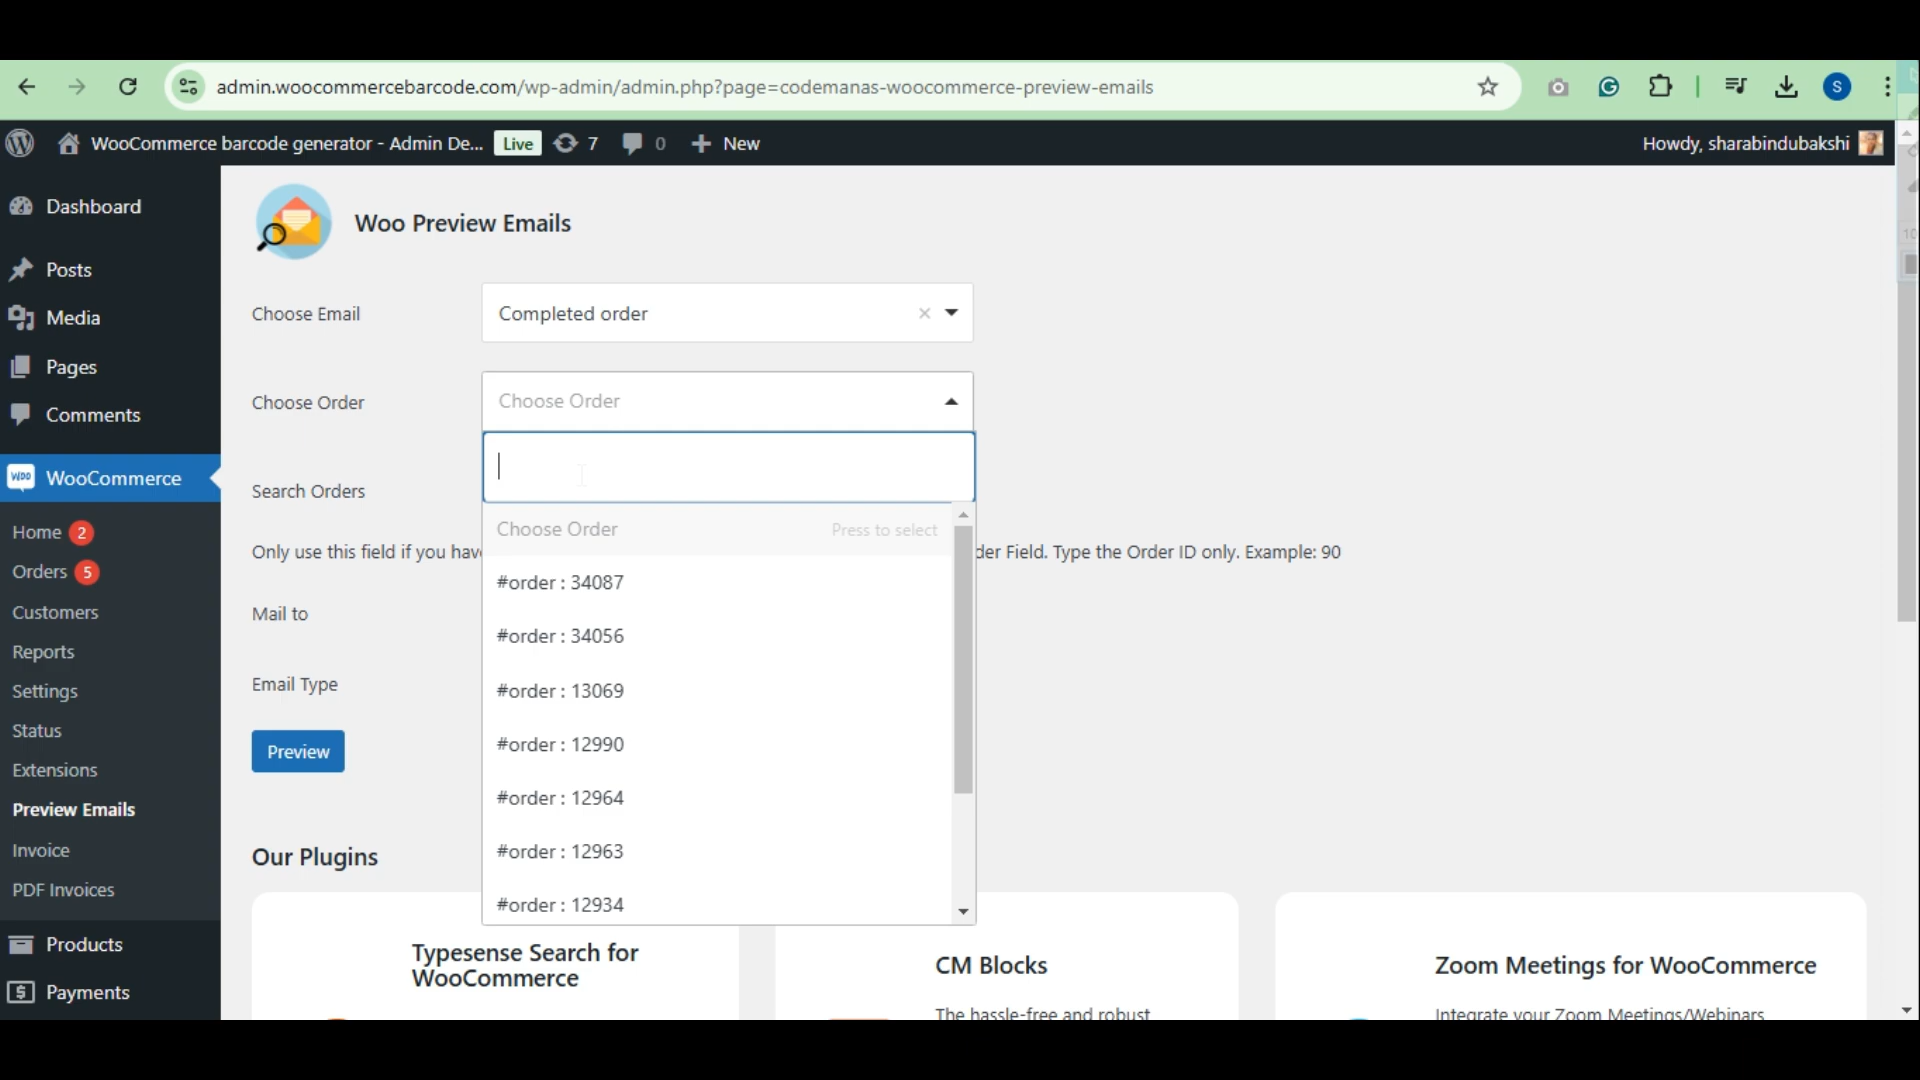 admin.woocommercebarcode.com/wp-admin/admin.php?page=codemanas-woocommerce-preview-emails
S
WooCommerce barcode generator - Admin De... Live 7 0 New
Howdy, sharabindubakshi
Dashboard
Posts
Media
Pages
Comments
Woo WooCommerce
Home 2
Orders 5
Customers
Reports
Settings
Status
Extensions
Preview Emails
Invoice
PDF Invoices
Products
Payments
Woo Preview Emails
Choose Email
Completed order
Choose Order
Choose Order
Choose Order Press to select
#order : 34087
#order : 34056
#order : 13069
#order : 12990
#order : 12964
#order : 12963
#order : 12934
Search Orders
Only use this field if you hav der Field. Type the Order ID only. Example: 90
Mail to
Email Type
Preview
Our Plugins
Typesense Search for
WooCommerce
CM Blocks
The hassle-free and robust
Zoom Meetings for WooCommerce
Integrate your Zoom Meetings/Webinars